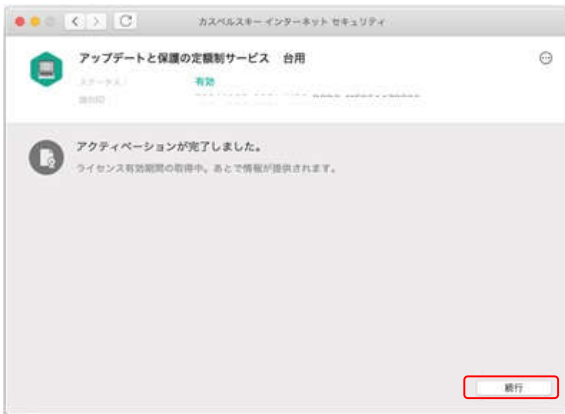 カスペルスキー インターネット セキュリティ
アップデートと保護の定額制サービス 台用
ステータス: 有効
識別ID:
アクティベーションが完了しました。
ライセンス有効期間の取得中。あとで情報が提供されます。
続行